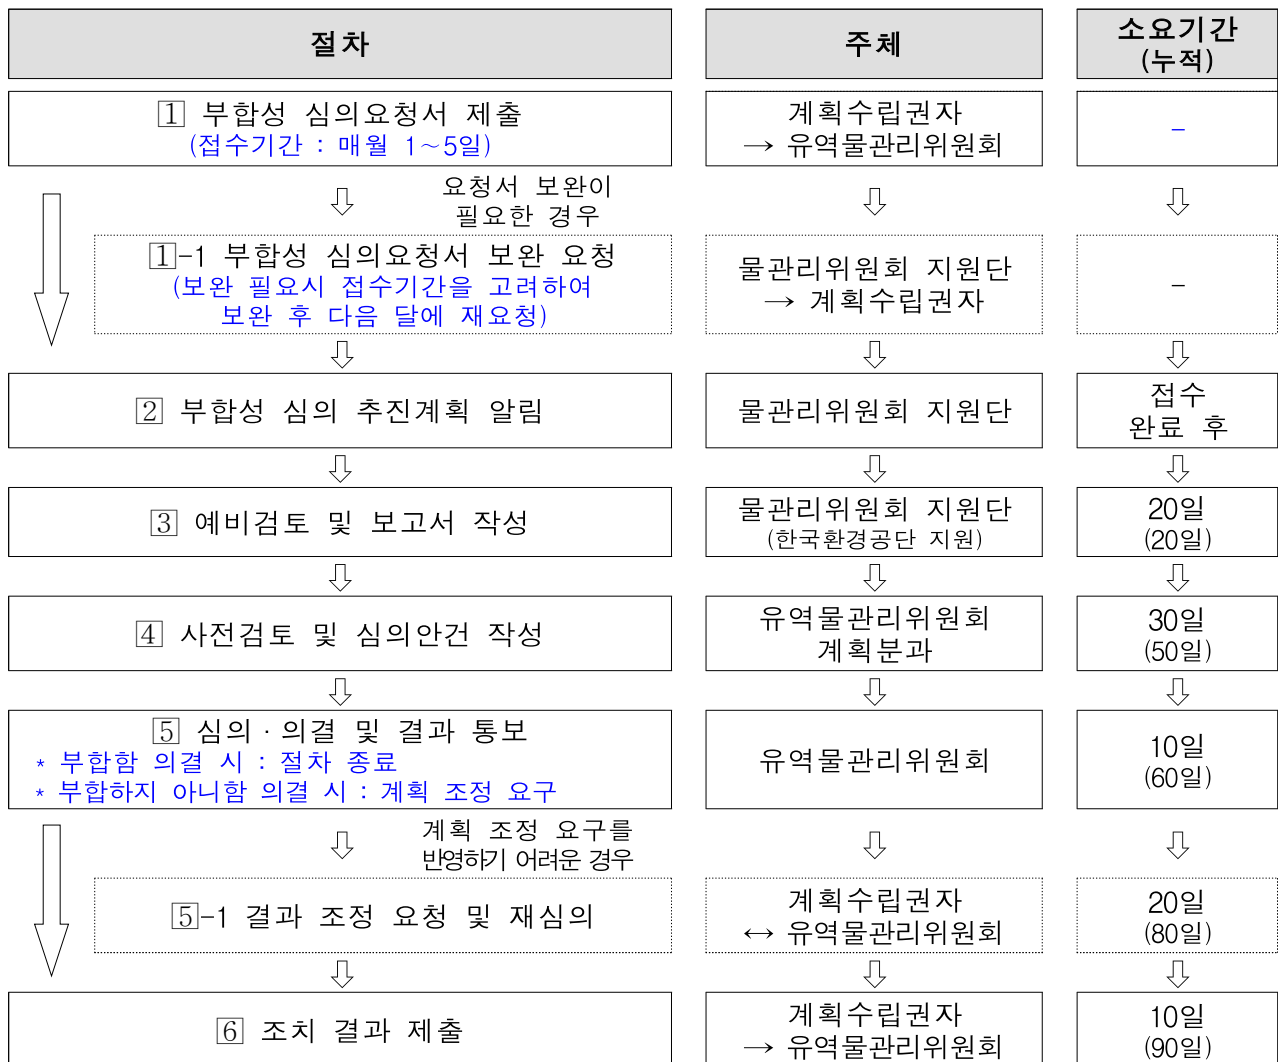 절차 주체 소요기간
(누적)
1 부합성 심의요청서 제출
(접수기간 : 매월 1~5일)
계획수립권자
→ 유역물관리위원회
-
요청서 보완이
필요한 경우
1-1 부합성 심의요청서 보완 요청
(보완 필요시 접수기간을 고려하여
보완 후 다음 달에 재요청)
물관리위원회 지원단
→ 계획수립권자
-
2 부합성 심의 추진계획 알림
물관리위원회 지원단
접수
완료 후
3 예비검토 및 보고서 작성
물관리위원회 지원단
(한국환경공단 지원)
20일
(20일)
4 사전검토 및 심의안건 작성
유역물관리위원회
계획분과
30일
(50일)
5 심의·의결 및 결과 통보
* 부합함 의결 시 : 절차 종료
* 부합하지 아니함 의결 시 : 계획 조정 요구
유역물관리위원회
10일
(60일)
계획 조정 요구를
반영하기 어려운 경우
5-1 결과 조정 요청 및 재심의
계획수립권자
↔ 유역물관리위원회
20일
(80일)
6 조치 결과 제출
계획수립권자
→ 유역물관리위원회
10일
(90일)